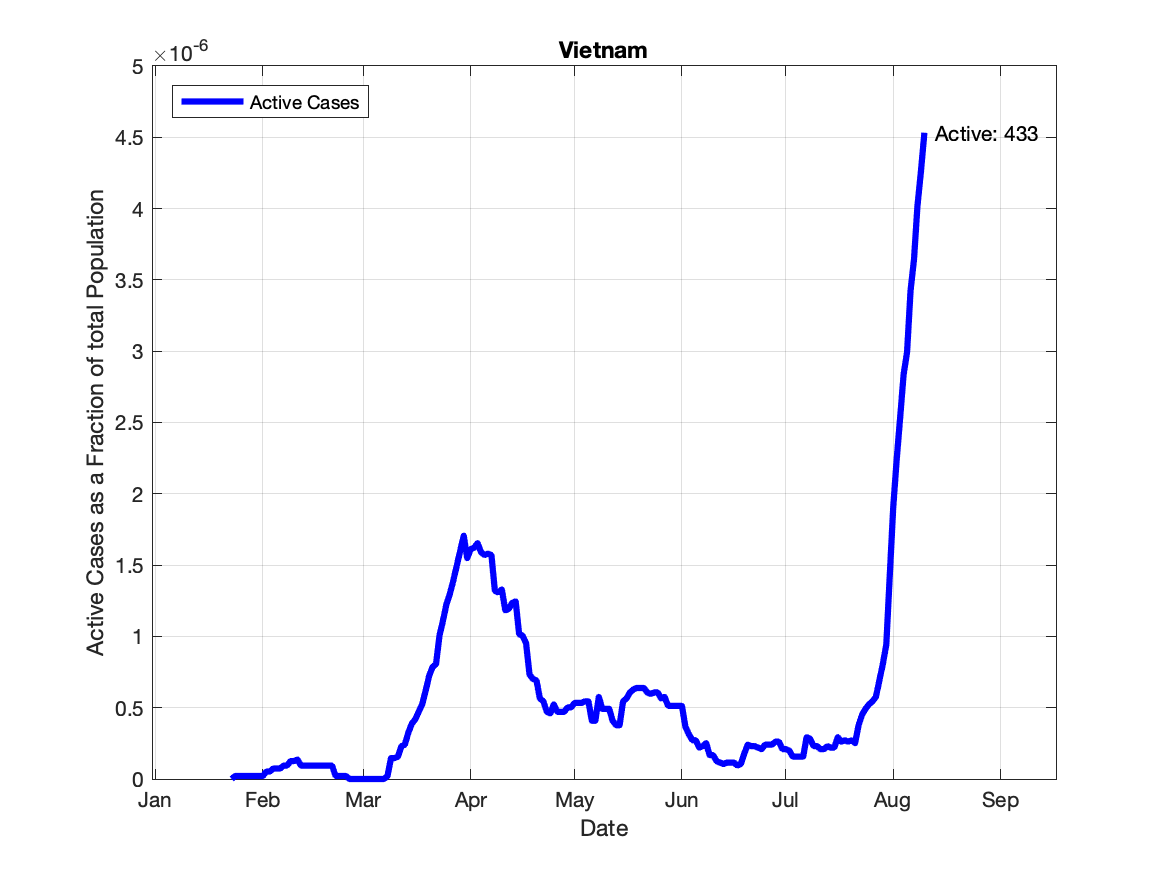 Vietnam
×10-6
5
4.5
4
3.5
3
2.5
2
1.5
1
0.5
0
Active Cases as a Fraction of total Population
Active Cases
Active: 433
Jan Feb Mar Apr May Jun Jul Aug Sep
Date